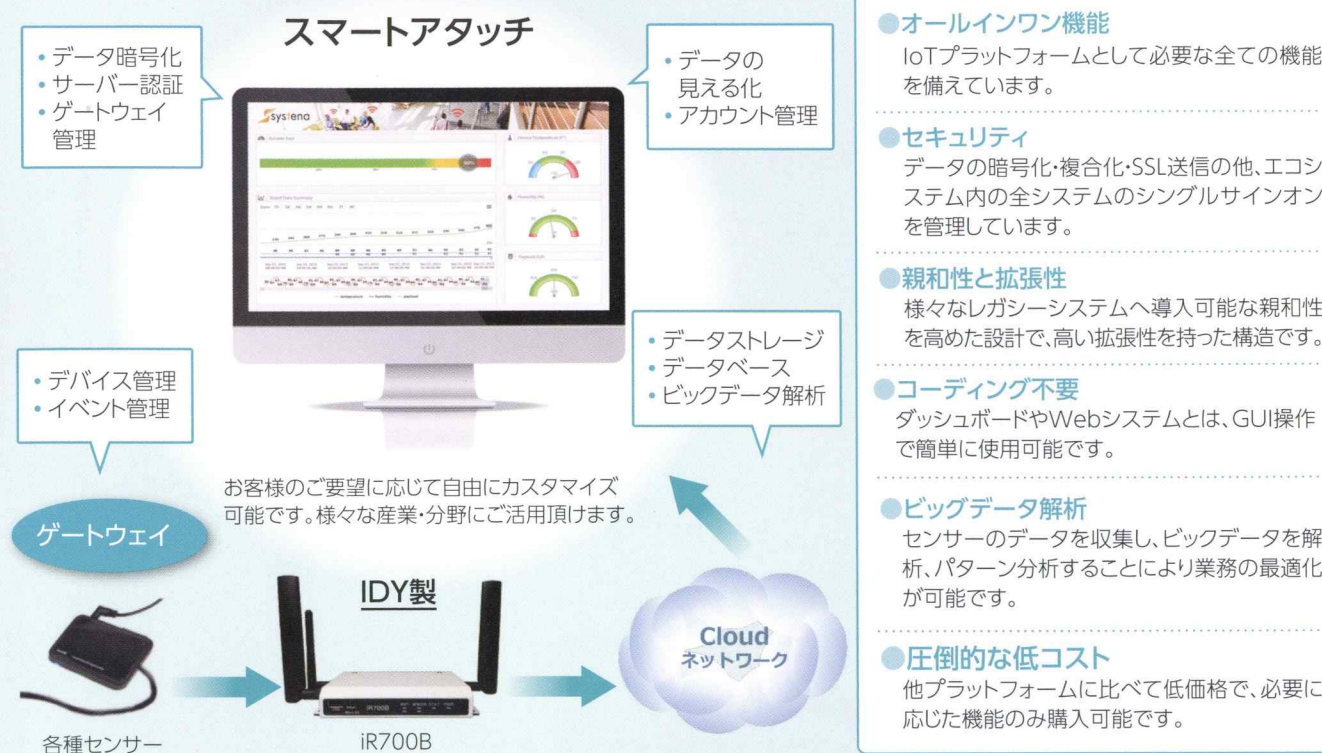 スマートアタッチ
• データ暗号化
• サーバー認証
• ゲートウェイ
管理
• データの
見える化
• アカウント管理
systena
• デバイス管理
• イベント管理
• データストレージ
• データベース
• ビックデータ解析
お客様のご要望に応じて自由にカスタマイズ
可能です。様々な産業・分野にご活用頂けます。
ゲートウェイ
IDY製
Cloud
ネットワーク
iR700B
各種センサー
iR700B
●オールインワン機能
IoTプラットフォームとして必要な全ての機能
を備えています。
●セキュリティ
データの暗号化・複合化・SSL送信の他、エコシ
ステム内の全システムのシングルサインオン
を管理しています。
●親和性と拡張性
様々なレガシーシステムへ導入可能な親和性
を高めた設計で、高い拡張性を持った構造です。
●コーディング不要
ダッシュボードやWebシステムとは、GUI操作
で簡単に使用可能です。
●ビッグデータ解析
センサーのデータを収集し、ビックデータを解
析、パターン分析することにより業務の最適化
が可能です。
●圧倒的な低コスト
他プラットフォームに比べて低価格で、必要に
応じた機能のみ購入可能です。